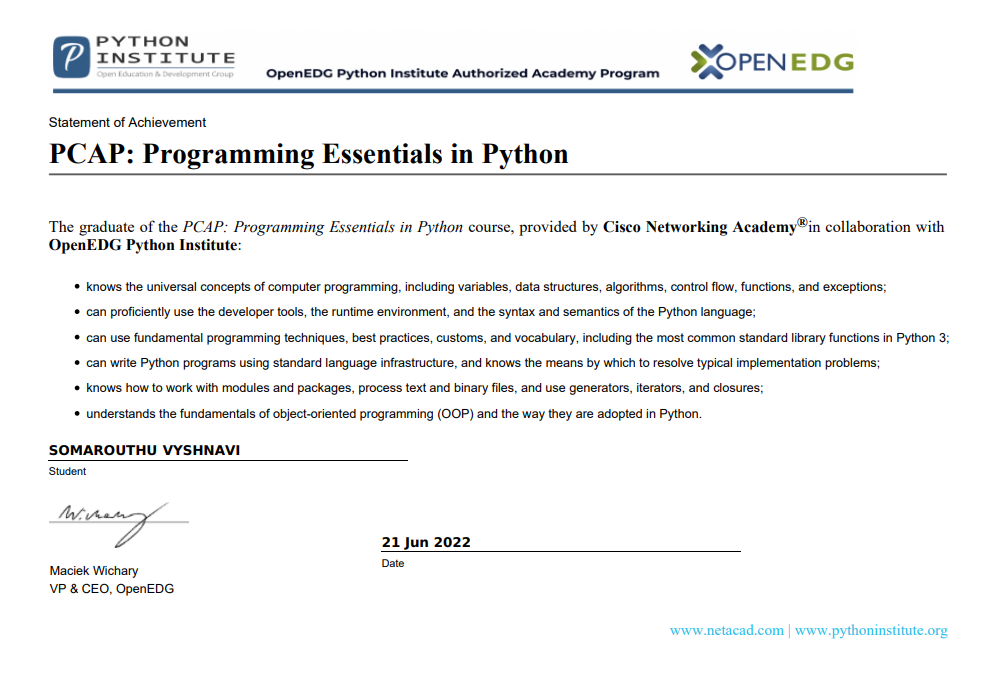 PYTHON
INSTITUTE
Open Education & Development Group
OpenEDG Python Institute Authorized Academy Program
OPENEDG
Statement of Achievement
PCAP: Programming Essentials in Python
The graduate of the PCAP: Programming Essentials in Python course, provided by Cisco Networking Academy®in collaboration with
OpenEDG Python Institute:
• knows the universal concepts of computer programming, including variables, data structures, algorithms, control flow, functions, and exceptions;
• can proficiently use the developer tools, the runtime environment, and the syntax and semantics of the Python language;
• can use fundamental programming techniques, best practices, customs, and vocabulary, including the most common standard library functions in Python 3;
• can write Python programs using standard language infrastructure, and knows the means by which to resolve typical implementation problems;
• knows how to work with modules and packages, process text and binary files, and use generators, iterators, and closures;
• understands the fundamentals of object-oriented programming (OOP) and the way they are adopted in Python.
SOMAROUTHU VYSHNAVI
Student
W.Wichary
21 Jun 2022
Date
Maciek Wichary
VP & CEO, OpenEDG
www.netacad.com | www.pythoninstitute.org